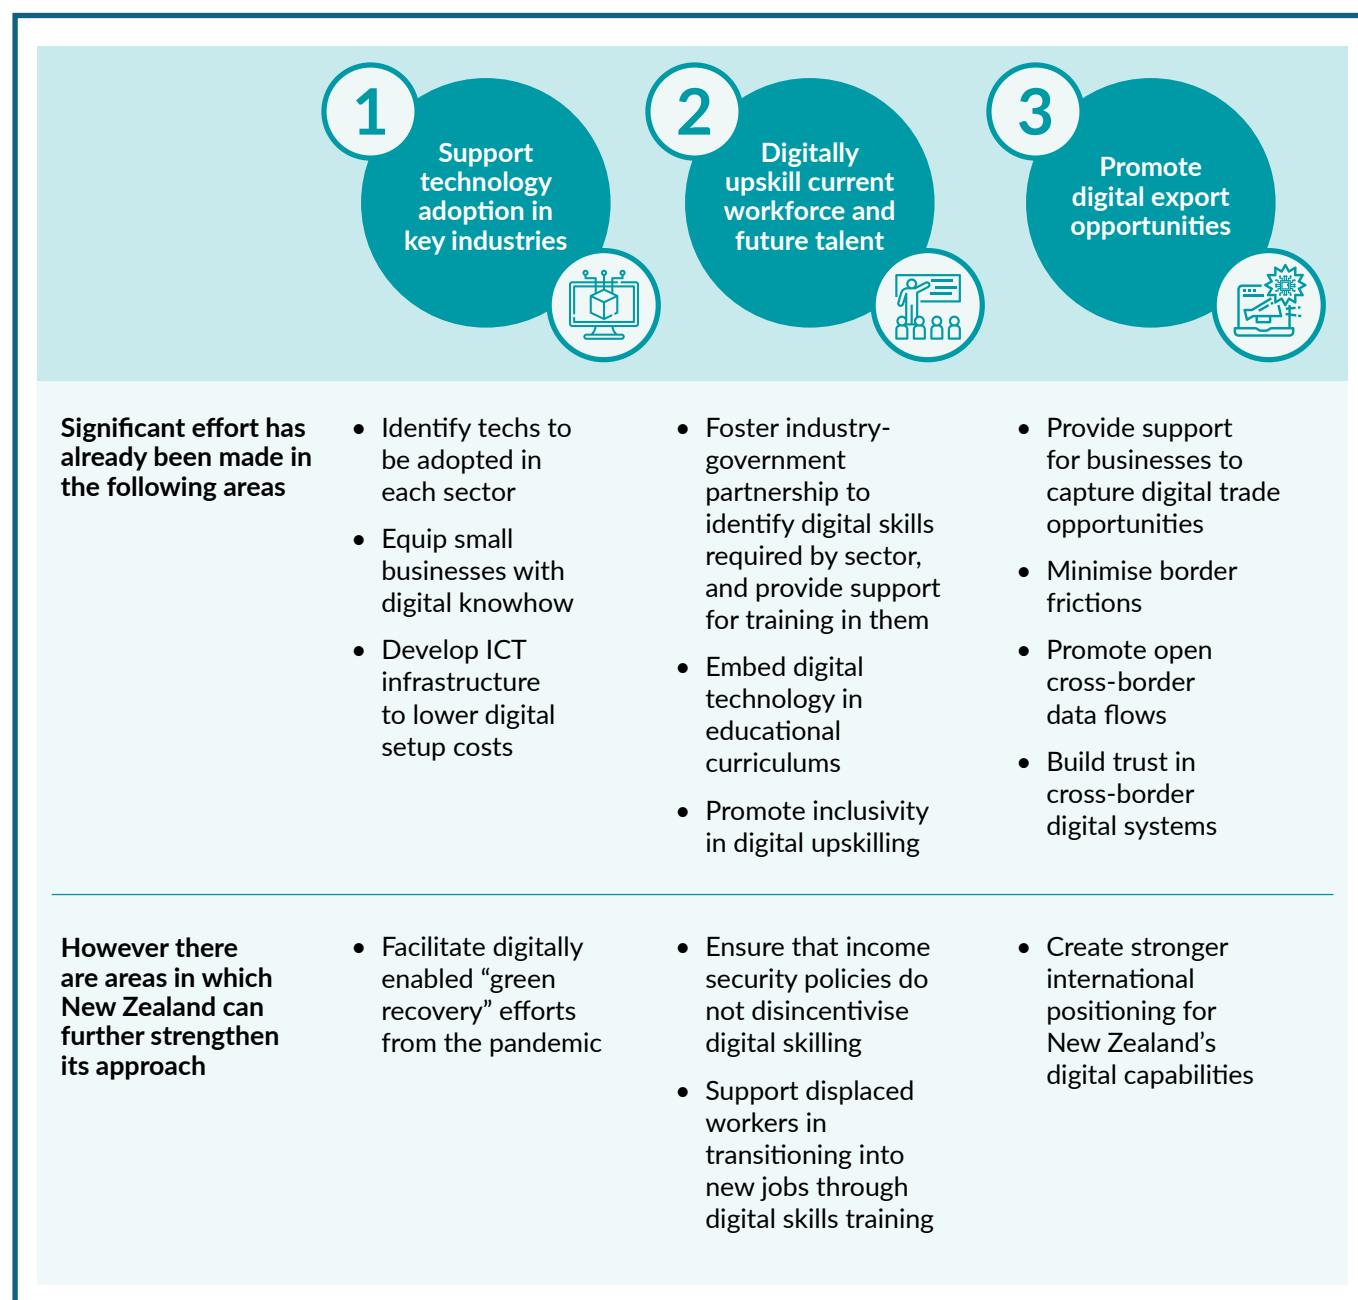 1
Support
technology
adoption in
key industries
2
Digitally
upskill current
workforce and
future talent
3
Promote
digital export
opportunities
Significant effort has
already been made in
the following areas
• Identify techs to
be adopted in
each sector
• Equip small
businesses with
digital knowhow
• Develop ICT
infrastructure
to lower digital
setup costs
• Foster industry-
government
partnership to
identify digital skills
required by sector,
and provide support
for training in them
• Embed digital
technology in
educational
curriculums
• Promote inclusivity
in digital upskilling
• Provide support
for businesses to
capture digital trade
opportunities
• Minimise border
frictions
• Promote open
cross-border
data flows
• Build trust in
cross-border
digital systems
However there
are areas in which
New Zealand can
further strengthen
its approach
• Facilitate digitally
enabled “green
recovery” efforts
from the pandemic
• Ensure that income
security policies do
not disincentivise
digital skilling
• Support displaced
workers in
transitioning into
new jobs through
digital skills training
• Create stronger
international
positioning for
New Zealand’s
digital capabilities